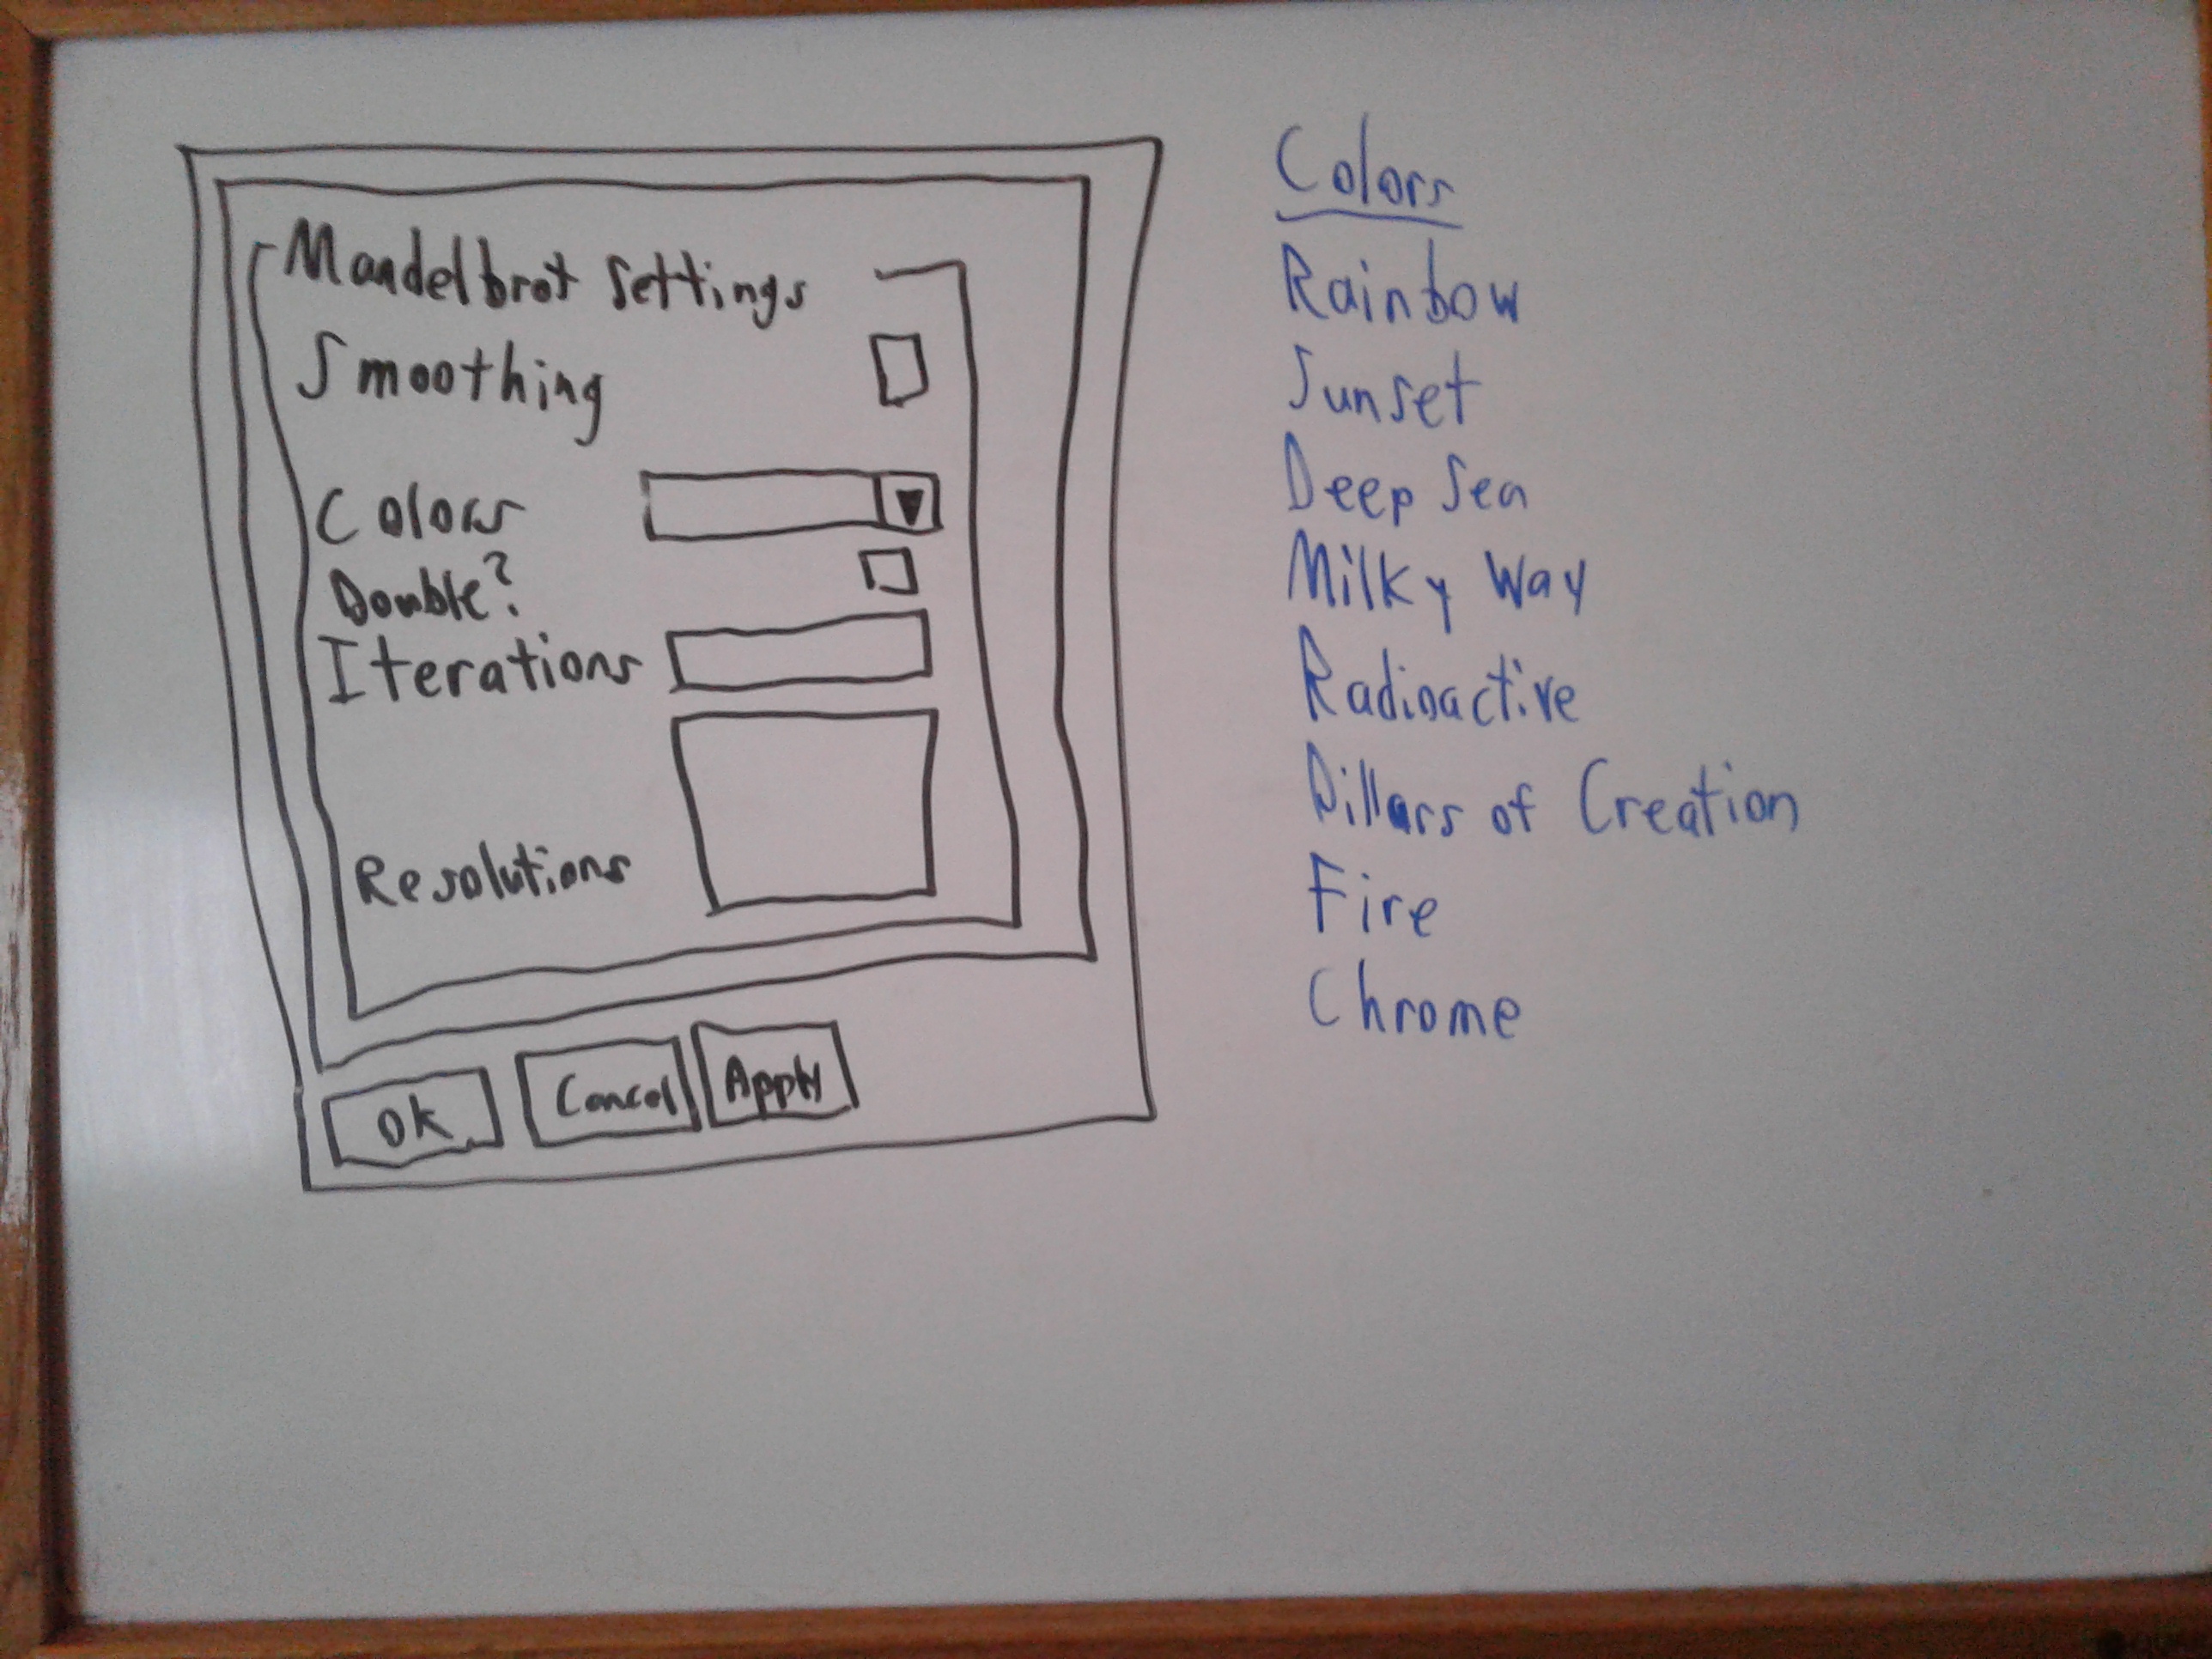 Mandelbrot Settings
Smoothing
Colors
Double?
Iterations
Resolutions
OK
Cancel
Apply
Colors
Rainbow
Sunset
Deep Sea
Milky Way
Radioactive
Pillars of Creation
Fire
Chrome